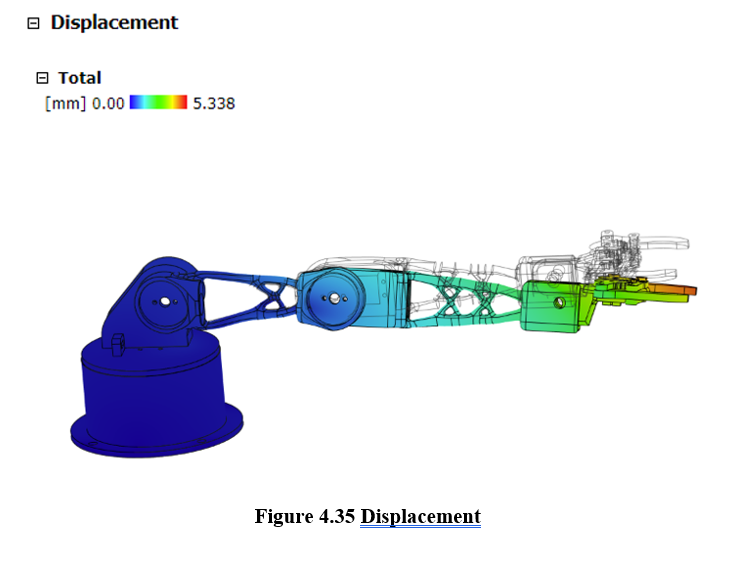 Displacement
Total
[mm] 0.00 5.338
Figure 4.35 Displacement